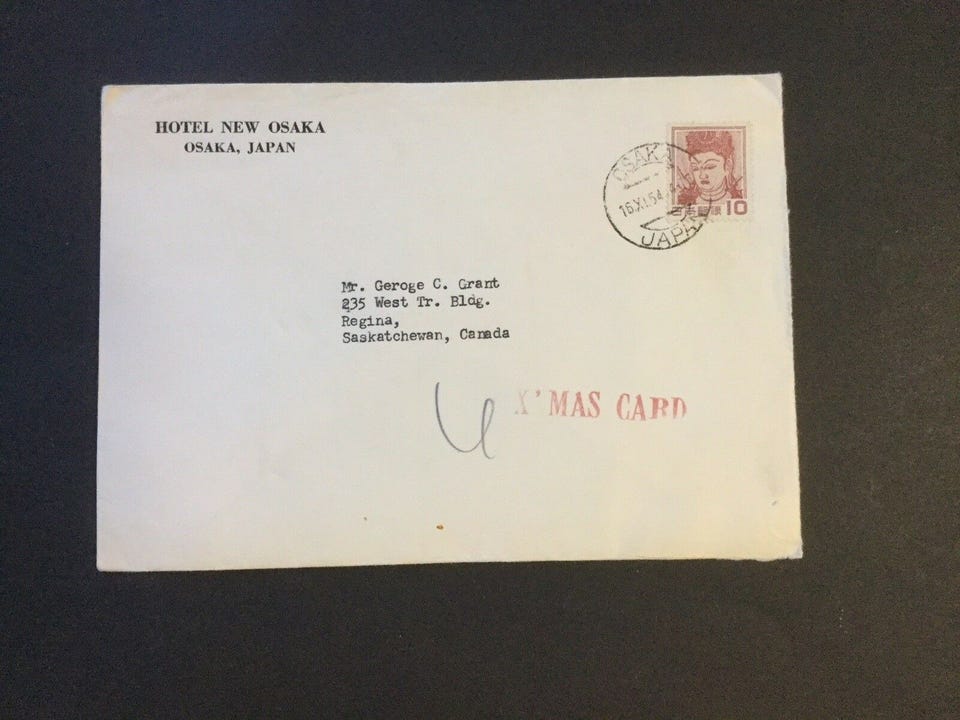 HOTEL NEW OSAKA
OSAKA, JAPAN
OSAKA
16.XI.54
JAPAN
10
Mr. Geroge C. Grant
235 West Tr. Bldg.
Regina,
Saskatchewan, Canada
X'MAS CARD